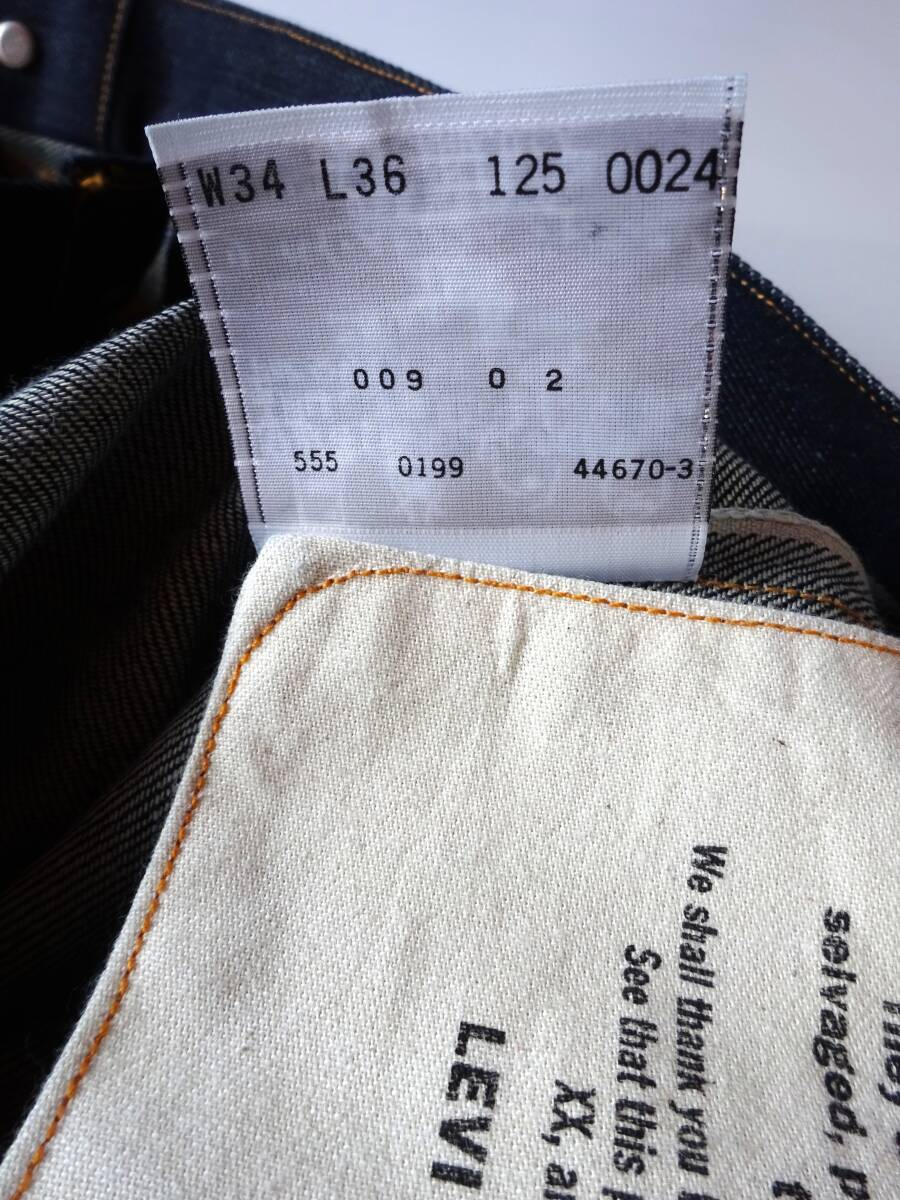 W34 L36 125 0024
009 0 2
555 0199 44670-3
selvaged,
We shall thank you
See that this
XX,
LEVI